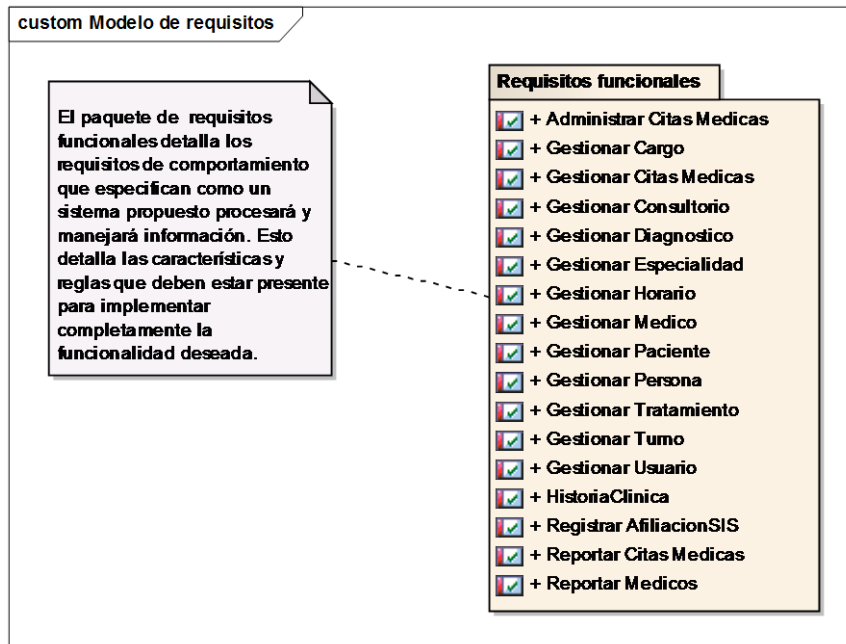 custom Modelo de requisitos
El paquete de requisitos
funcionales detalla los
requisitos de comportamiento
que especifican como un
sistema propuesto procesará y
manejará información. Esto
detalla las características y
reglas que deben estar presente
para implementar
completamente la
funcionalidad deseada.
Requisitos funcionales
+ Administrar Citas Medicas
+ Gestionar Cargo
+ Gestionar Citas Medicas
+ Gestionar Consultorio
+ Gestionar Diagnostico
+ Gestionar Especialidad
+ Gestionar Horario
+ Gestionar Medico
+ Gestionar Paciente
+ Gestionar Persona
+ Gestionar Tratamiento
+ Gestionar Turno
+ Gestionar Usuario
+ HistoriaClinica
+ Registrar AfiliacionSIS
+ Reportar Citas Medicas
+ Reportar Medicos